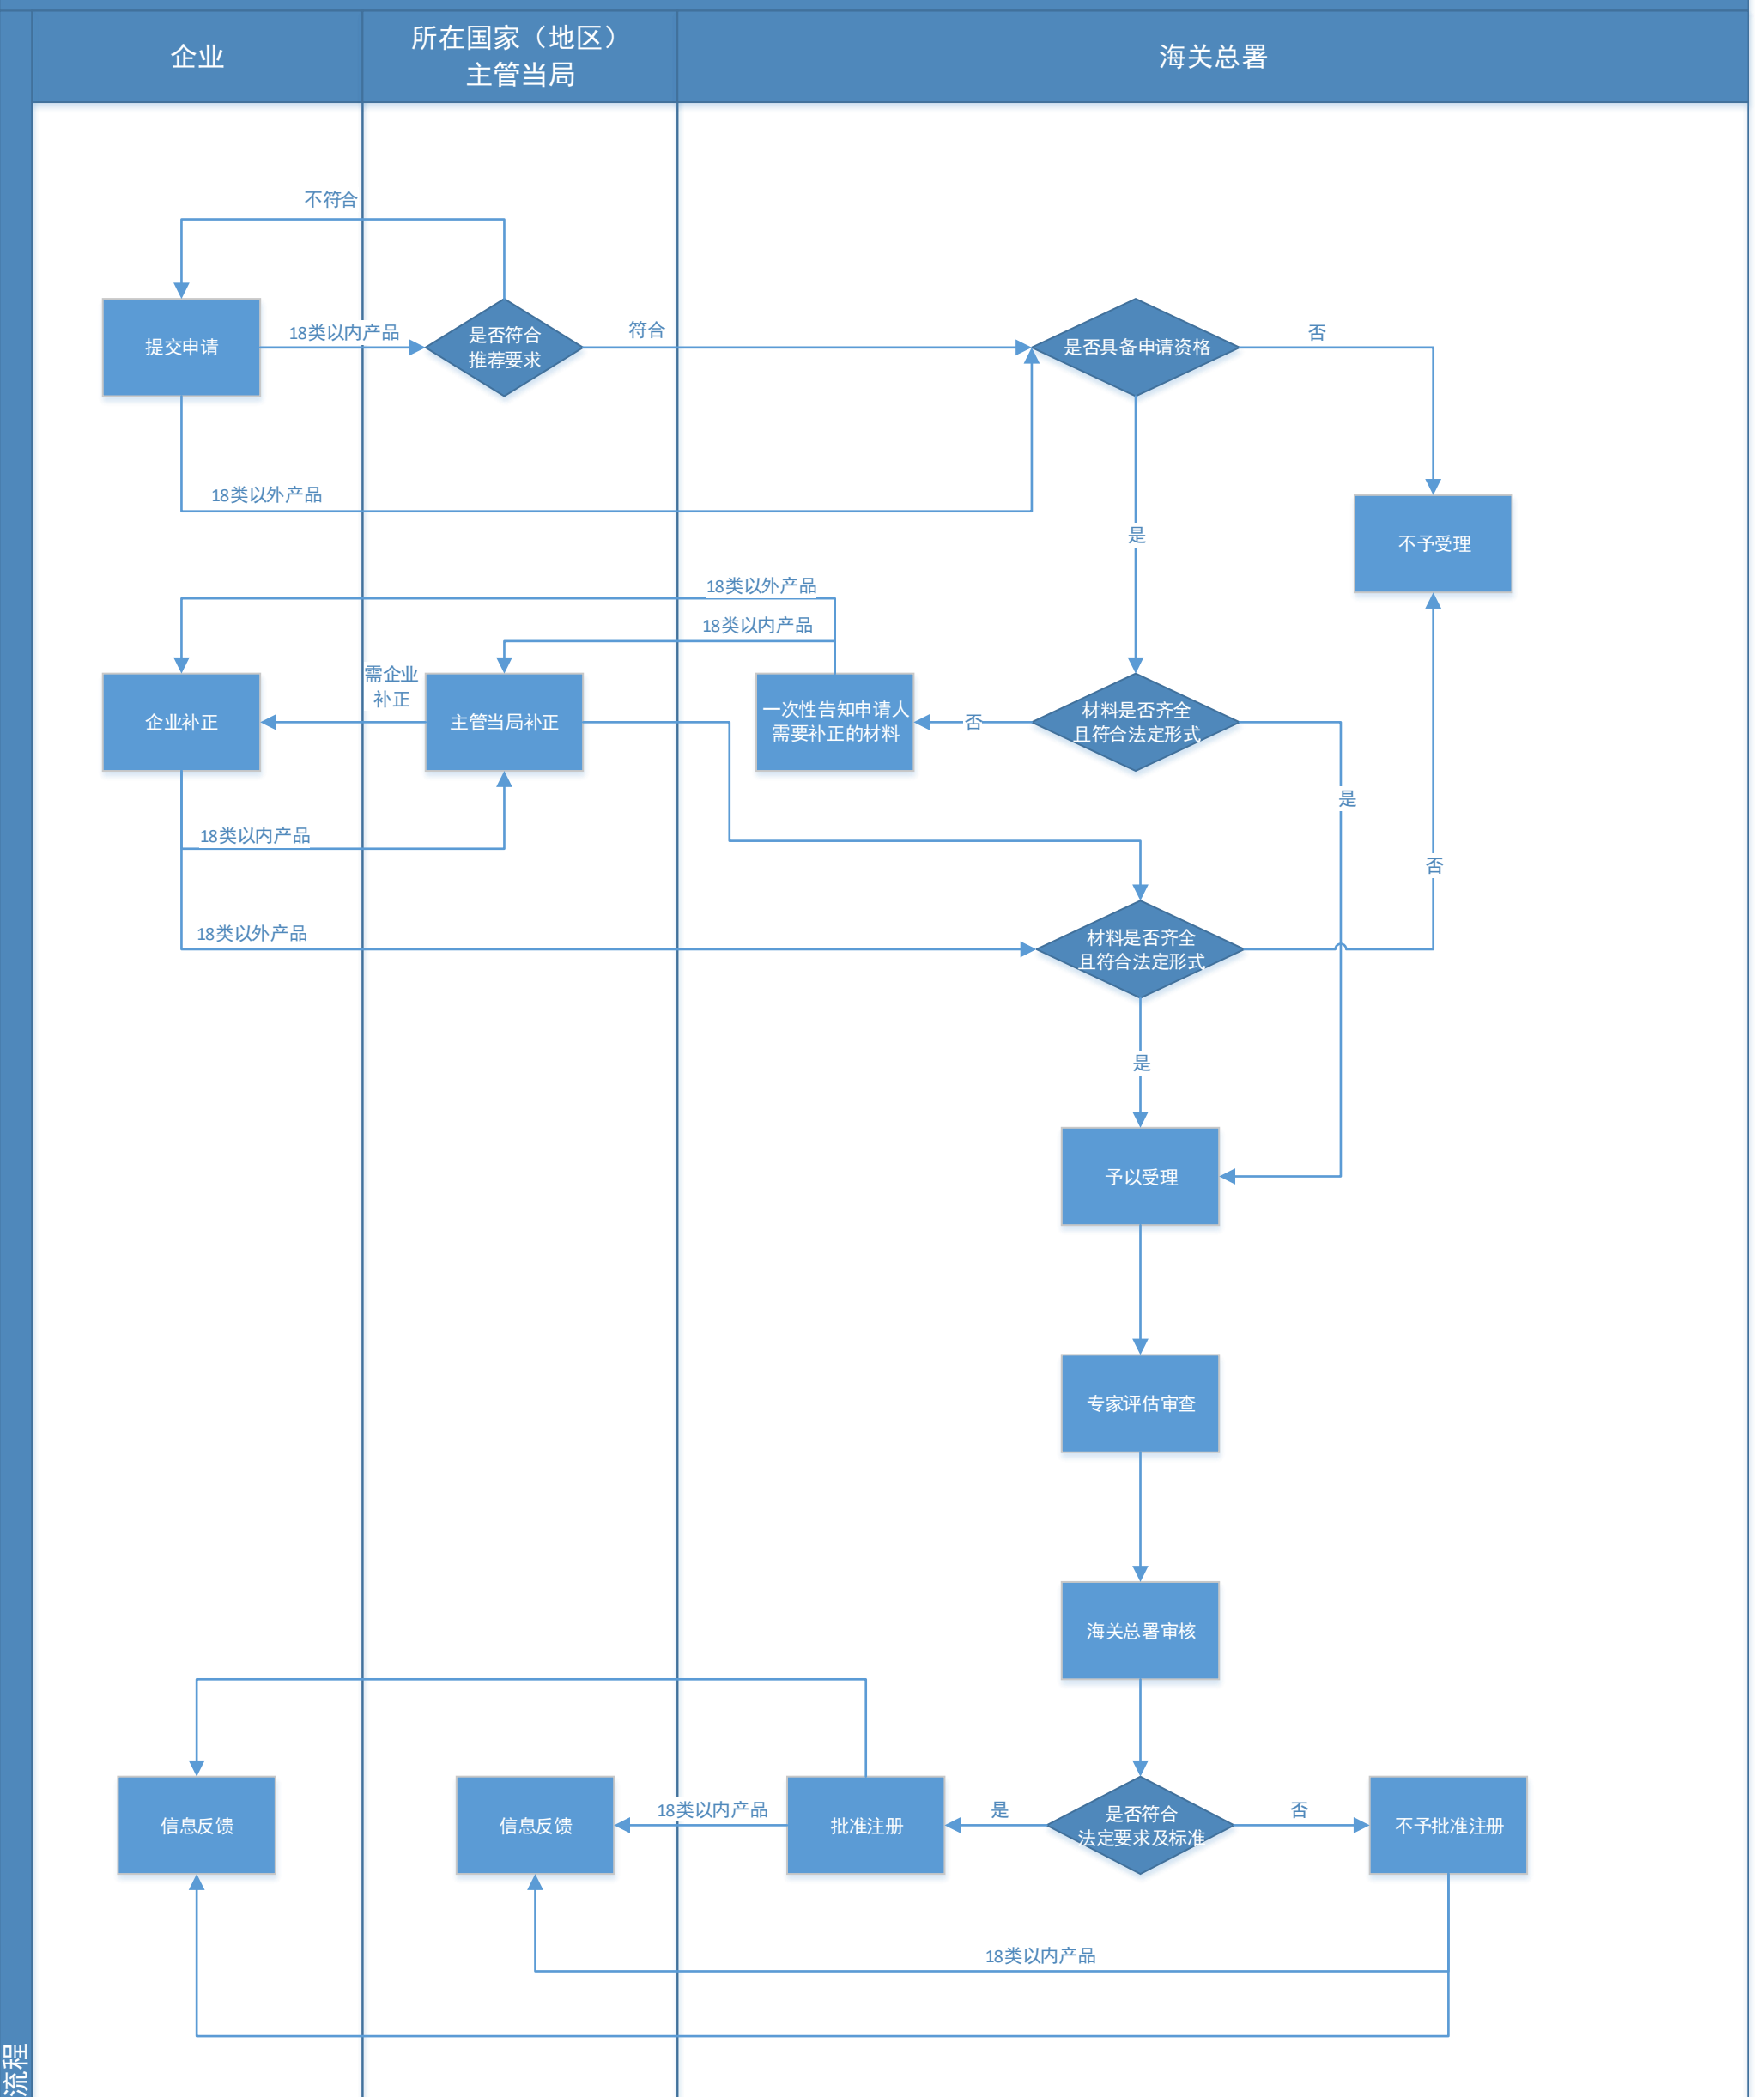 企业
所在国家（地区）
主管当局
海关总署
不符合
提交申请
18类以内产品
是否符合
推荐要求
符合
是否具备申请资格
否
18类以外产品
是
不予受理
18类以外产品
18类以内产品
企业补正
需企业
补正
主管当局补正
一次性告知申请人
需要补正的材料
否
材料是否齐全
且符合法定形式
是
18类以内产品
否
18类以外产品
材料是否齐全
且符合法定形式
是
予以受理
专家评估审查
海关总署审核
信息反馈
信息反馈
18类以内产品
批准注册
是
是否符合
法定要求及标准
否
不予批准注册
18类以内产品
流程